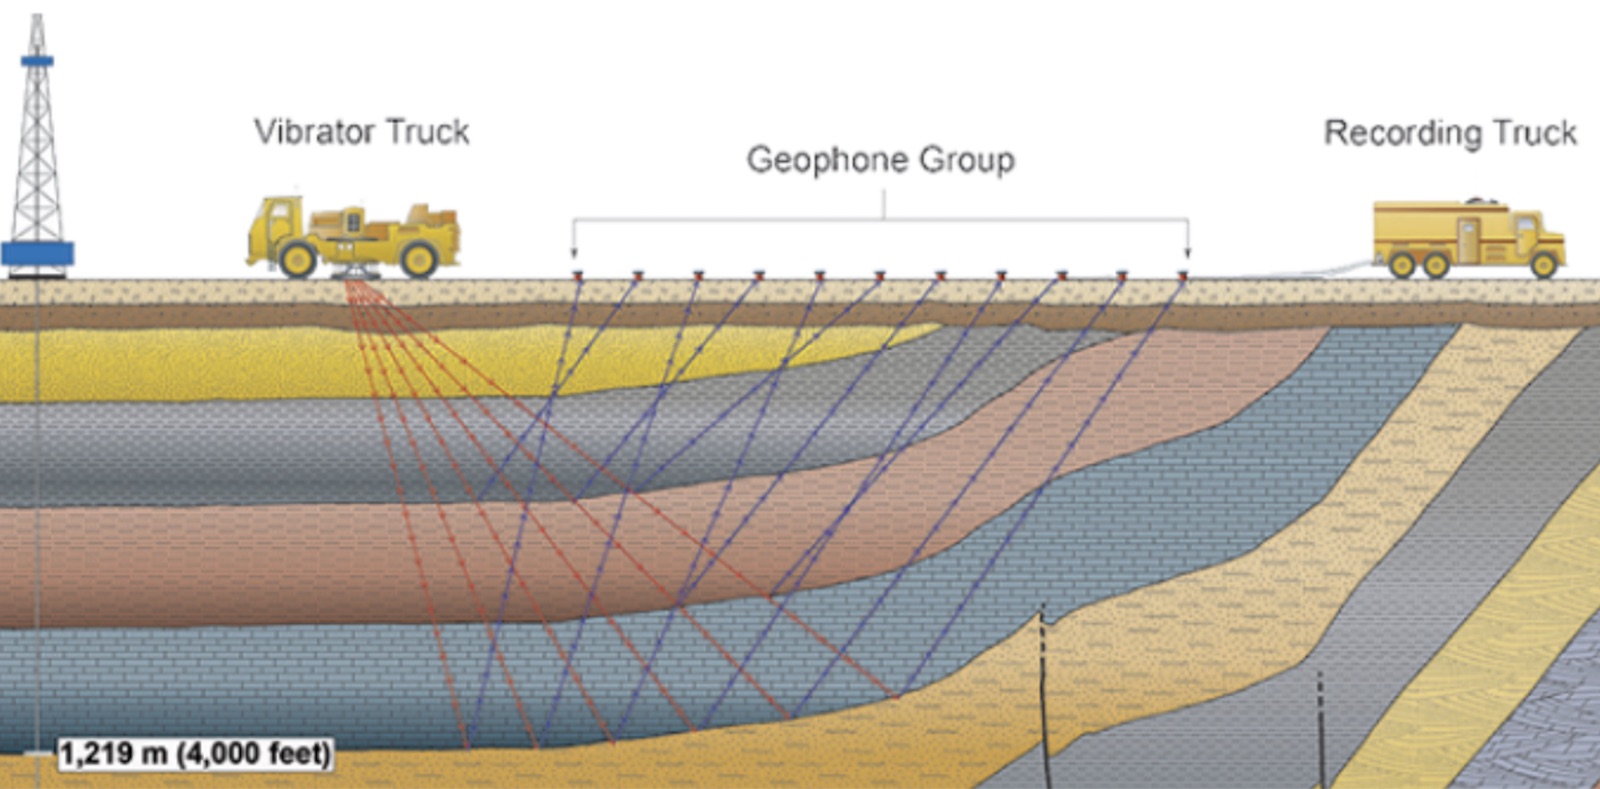 Vibrator Truck
Geophone Group
Recording Truck
1,219 m (4,000 feet)